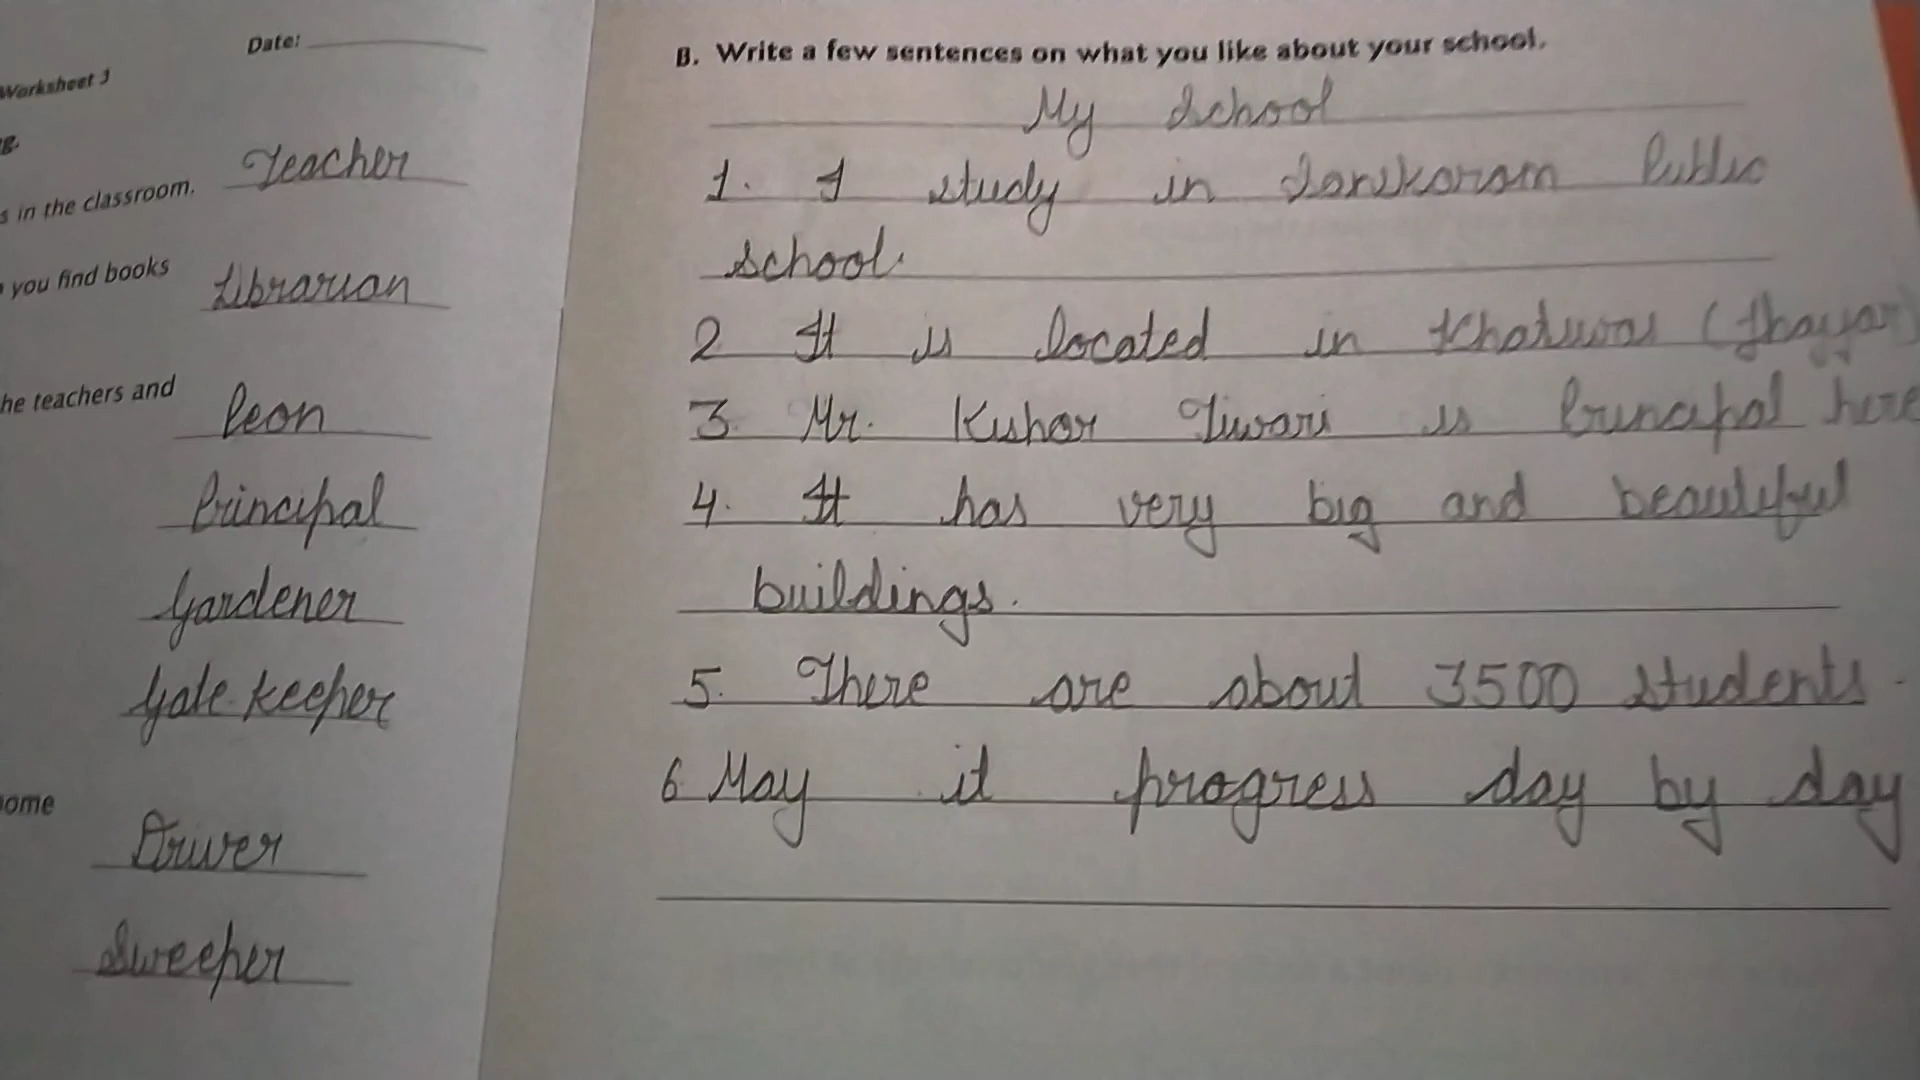 Date:
Worksheet 3
g.
s in the classroom. Teacher
you find books Librarian
he teachers and Peon
Principal
Gardener
Gate keeper
ome
Driver
Sweeper
B. Write a few sentences on what you like about your school.
My School
1. I study in Public
school.
2 It is located in
3. Mr. Kishor Tiwari is Principal here
4. It has very big and beautiful
buildings.
5. There are about 3500 students.
6 May it progress day by day